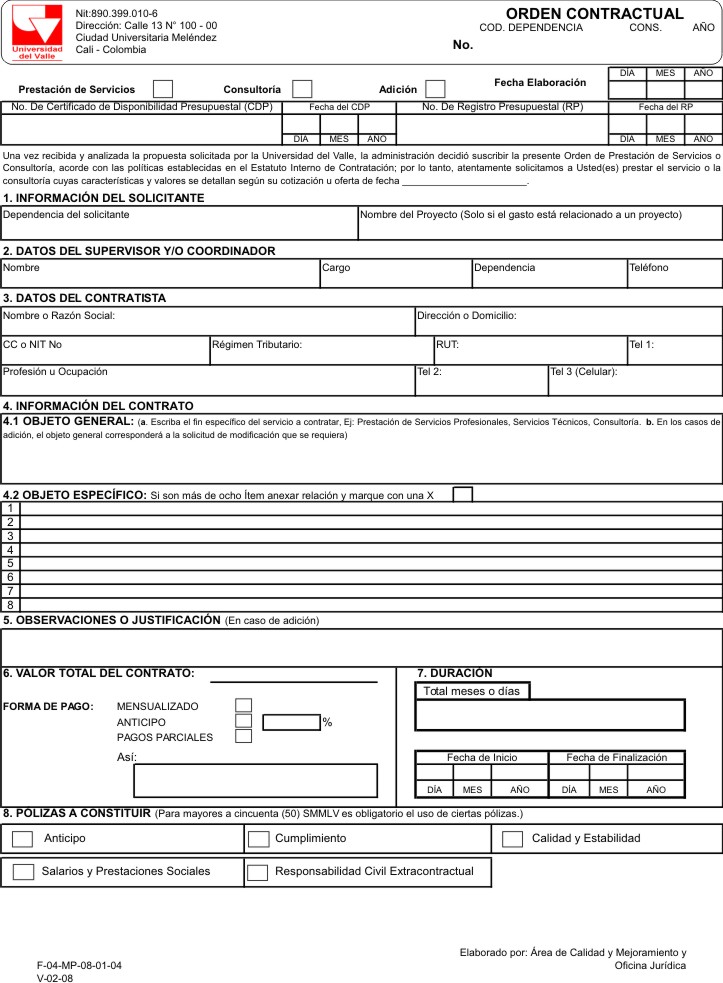 Universidad
del Valle
Nit:890.399.010-6
Dirección: Calle 13 N° 100 - 00
Ciudad Universitaria Meléndez
Cali - Colombia
ORDEN CONTRACTUAL
COD. DEPENDENCIA CONS. AÑO
No.
Prestación de Servicios Consultoría Adición Fecha Elaboración
DÍA MES AÑO
No. De Certificado de Disponibilidad Presupuestal (CDP) Fecha del CDP No. De Registro Presupuestal (RP) Fecha del RP
DÍA MES AÑO DÍA MES AÑO
Una vez recibida y analizada la propuesta solicitada por la Universidad del Valle, la administración decidió suscribir la presente Orden de Prestación de Servicios o
Consultoría, acorde con las políticas establecidas en el Estatuto Interno de Contratación; por lo tanto, atentamente solicitamos a Usted(es) prestar el servicio o la
consultoría cuyas características y valores se detallan según su cotización u oferta de fecha ______________________.
1. INFORMACIÓN DEL SOLICITANTE
Dependencia del solicitante Nombre del Proyecto (Solo si el gasto está relacionado a un proyecto)
2. DATOS DEL SUPERVISOR Y/O COORDINADOR
Nombre Cargo Dependencia Teléfono
3. DATOS DEL CONTRATISTA
Nombre o Razón Social: Dirección o Domicilio:
CC o NIT No Régimen Tributario: RUT: Tel 1:
Profesión u Ocupación Tel 2: Tel 3 (Celular):
4. INFORMACIÓN DEL CONTRATO
4.1 OBJETO GENERAL: (a. Escriba el fin específico del servicio a contratar, Ej: Prestación de Servicios Profesionales, Servicios Técnicos, Consultoría. b. En los casos de
adición, el objeto general corresponderá a la solicitud de modificación que se requiera)
4.2 OBJETO ESPECÍFICO: Si son más de ocho Ítem anexar relación y marque con una X
1
2
3
4
5
6
7
8
5. OBSERVACIONES O JUSTIFICACIÓN (En caso de adición)
6. VALOR TOTAL DEL CONTRATO: 7. DURACIÓN
Total meses o días
FORMA DE PAGO: MENSUALIZADO
ANTICIPO %
PAGOS PARCIALES
Así:
Fecha de Inicio Fecha de Finalización
DÍA MES AÑO DÍA MES AÑO
8. POLIZAS A CONSTITUIR (Para mayores a cincuenta (50) SMMLV es obligatorio el uso de ciertas pólizas.)
Anticipo Cumplimiento Calidad y Estabilidad
Salarios y Prestaciones Sociales Responsabilidad Civil Extracontractual
Elaborado por: Área de Calidad y Mejoramiento y
Oficina Jurídica
F-04-MP-08-01-04
V-02-08